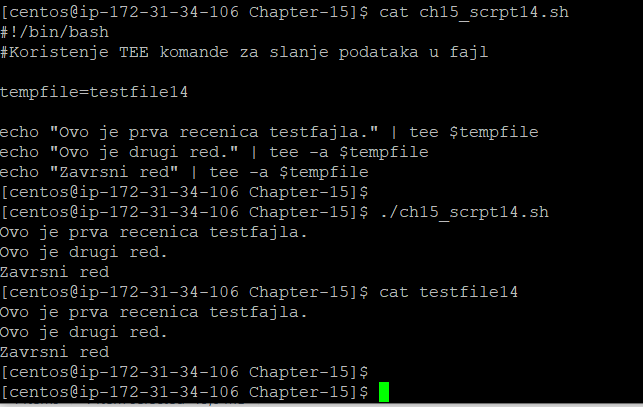 [centos@ip-172-31-34-106 Chapter-15]$ cat ch15_scrpt14.sh
#!/bin/bash
#Koristenje TEE komande za slanje podataka u fajl
tempfile=testfile14
echo "Ovo je prva recenica testfajla." | tee $tempfile
echo "Ovo je drugi red." | tee -a $tempfile
echo "Zavrsni red" | tee -a $tempfile
[centos@ip-172-31-34-106 Chapter-15]$
[centos@ip-172-31-34-106 Chapter-15]$ ./ch15_scrpt14.sh
Ovo je prva recenica testfajla.
Ovo je drugi red.
Zavrsni red
[centos@ip-172-31-34-106 Chapter-15]$ cat testfile14
Ovo je prva recenica testfajla.
Ovo je drugi red.
Zavrsni red
[centos@ip-172-31-34-106 Chapter-15]$
[centos@ip-172-31-34-106 Chapter-15]$